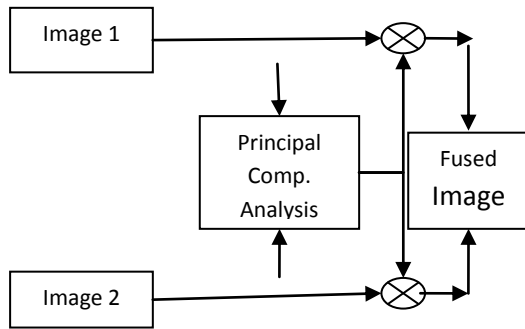 Image 1
Principal
Comp.
Analysis
Fused
Image
Image 2